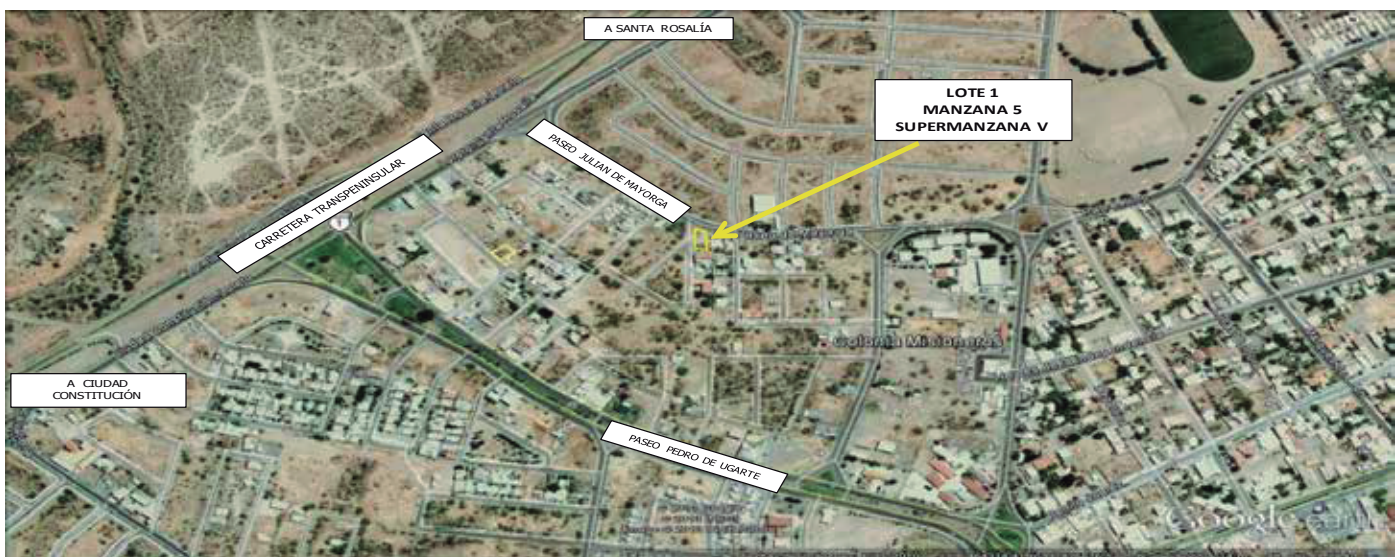 A SANTA ROSALÍA
LOTE 1
MANZANA 5
SUPERMANZANA V
PASEO JULIAN DE MAYORGA
CARRETERA TRANSPENINSULAR
1
Colonia Misioneros
A CIUDAD
CONSTITUCIÓN
PASEO PEDRO DE UGARTE
Google earth